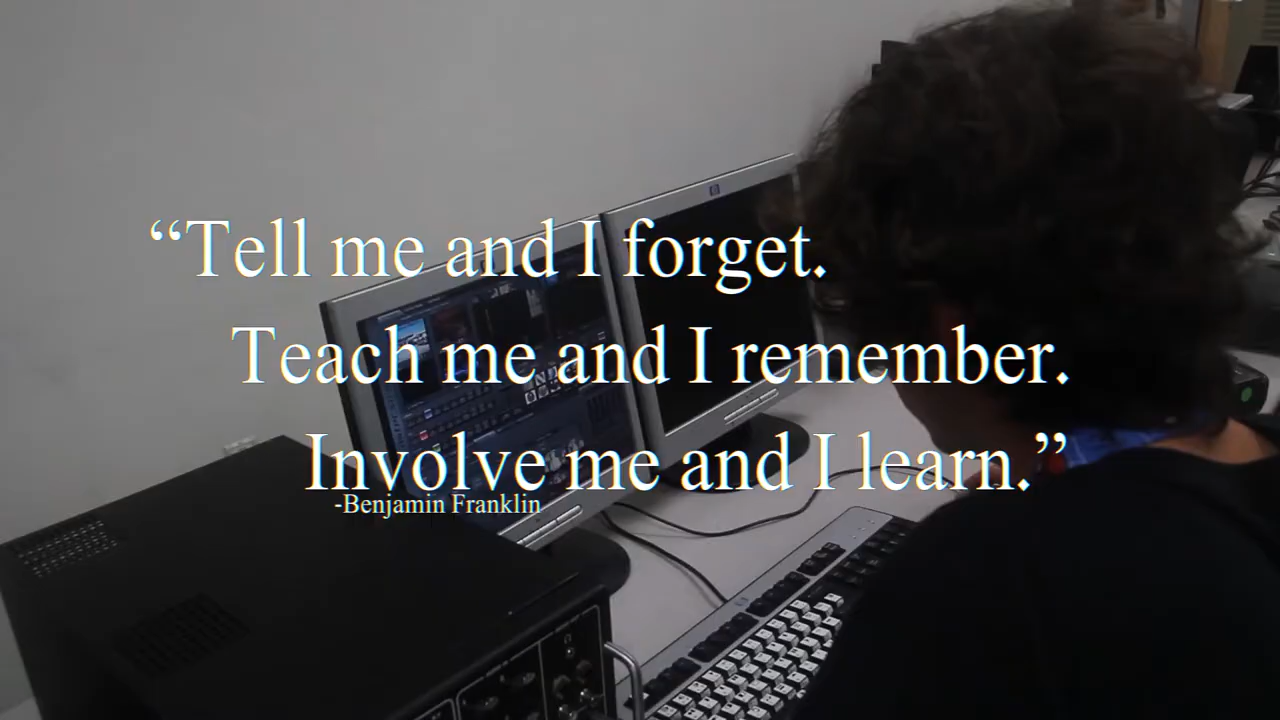 “Tell me and I forget.
Teach me and I remember.
Involve me and I learn.”
-Benjamin Franklin